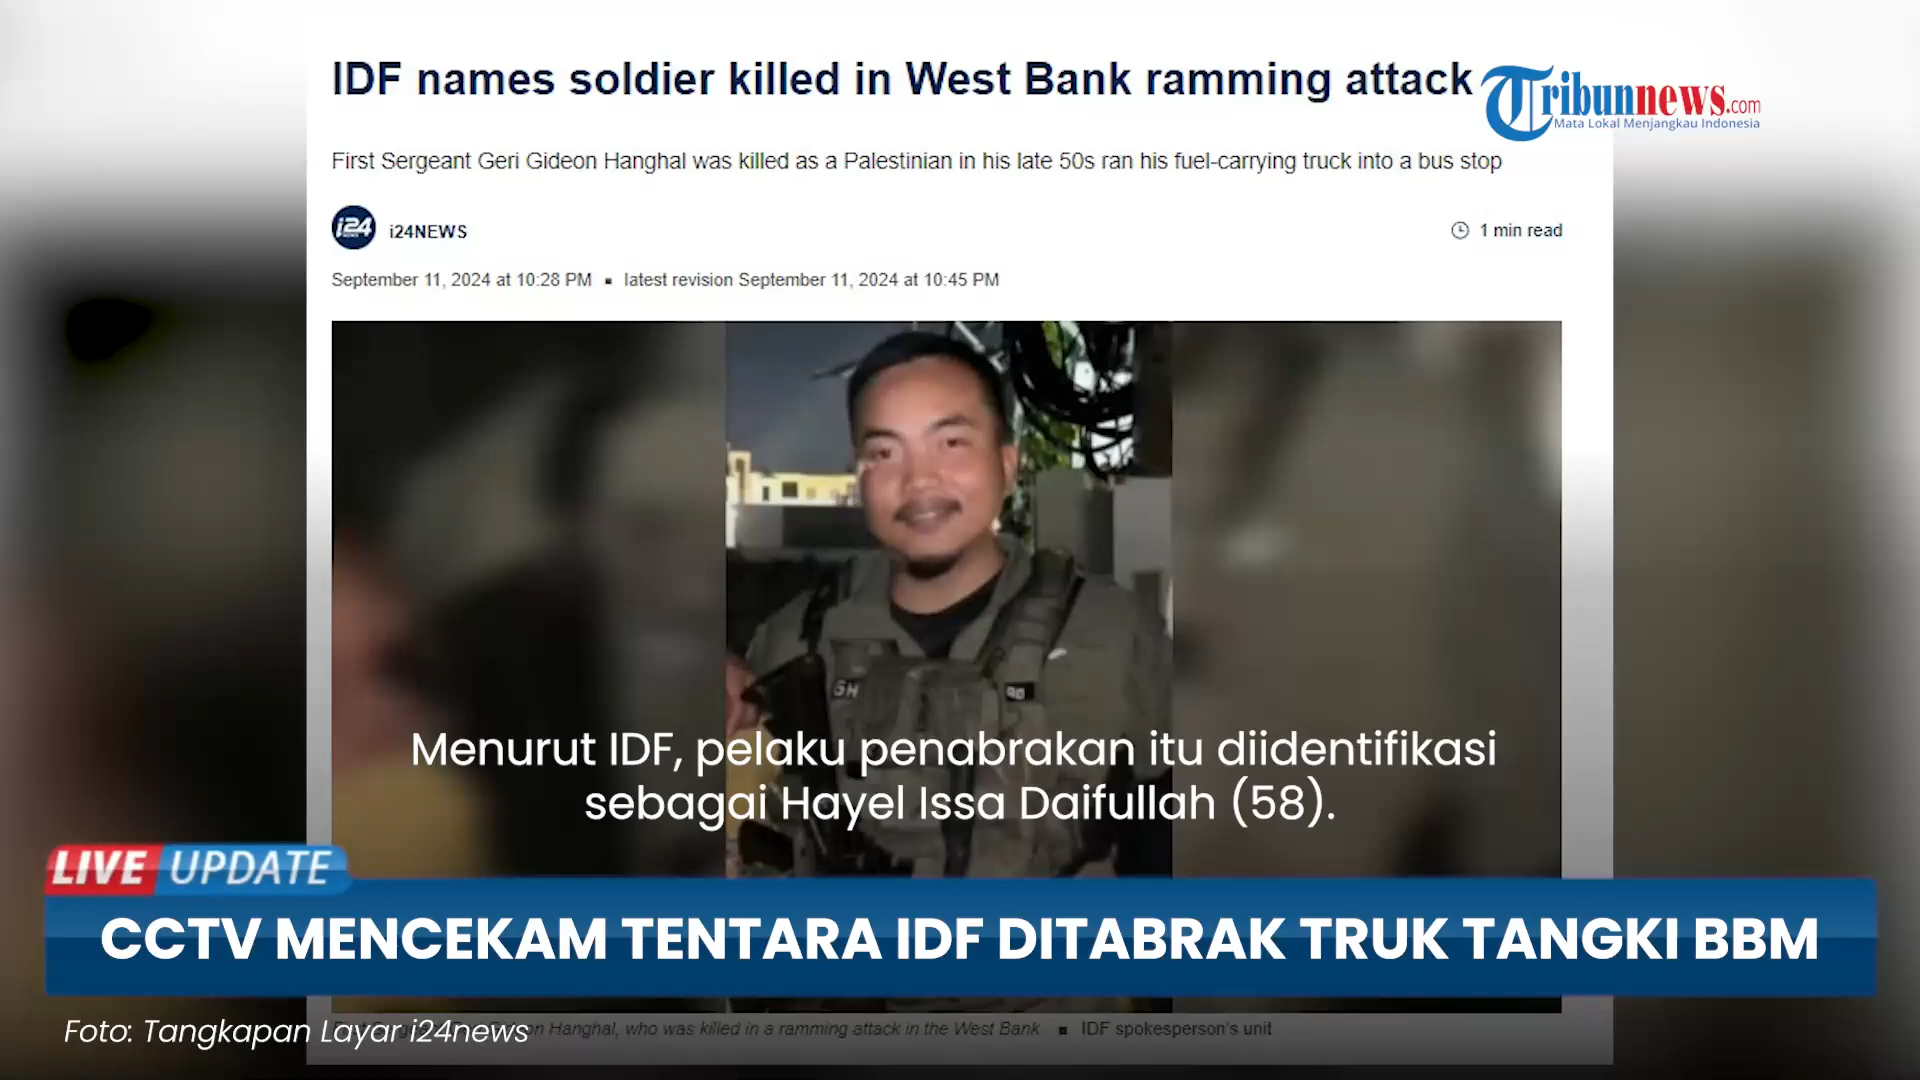 IDF names soldier killed in West Bank ramming attack
Tribunnews.com
Mata Lokal Menjangkau Indonesia
First Sergeant Geri Gideon Hanghal was killed as a Palestinian in his late 50s ran his fuel-carrying truck into a bus stop
i24 i24NEWS
1 min read
September 11, 2024 at 10:28 PM ▪ latest revision September 11, 2024 at 10:45 PM
Menurut IDF, pelaku penabrakan itu diidentifikasi
sebagai Hayel Issa Daifullah (58).
LIVE UPDATE
CCTV MENCEKAM TENTARA IDF DITABRAK TRUK TANGKI BBM
Foto: Tangkapan Layar i24news
Hanghal, who was killed in a ramming attack in the West Bank ▪ IDF spokesperson's unit